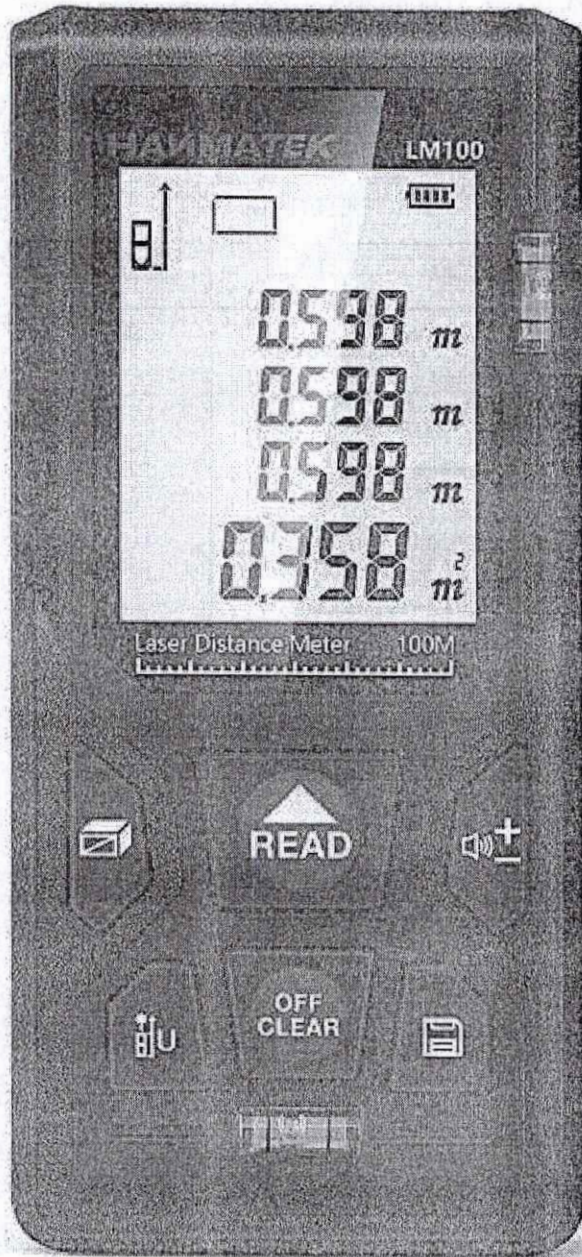 HANMATEK LM100
0.598 m
0.598 m
0.598 m
0.358 m²
Laser Distance Meter 100M
READ
U
OFF
CLEAR